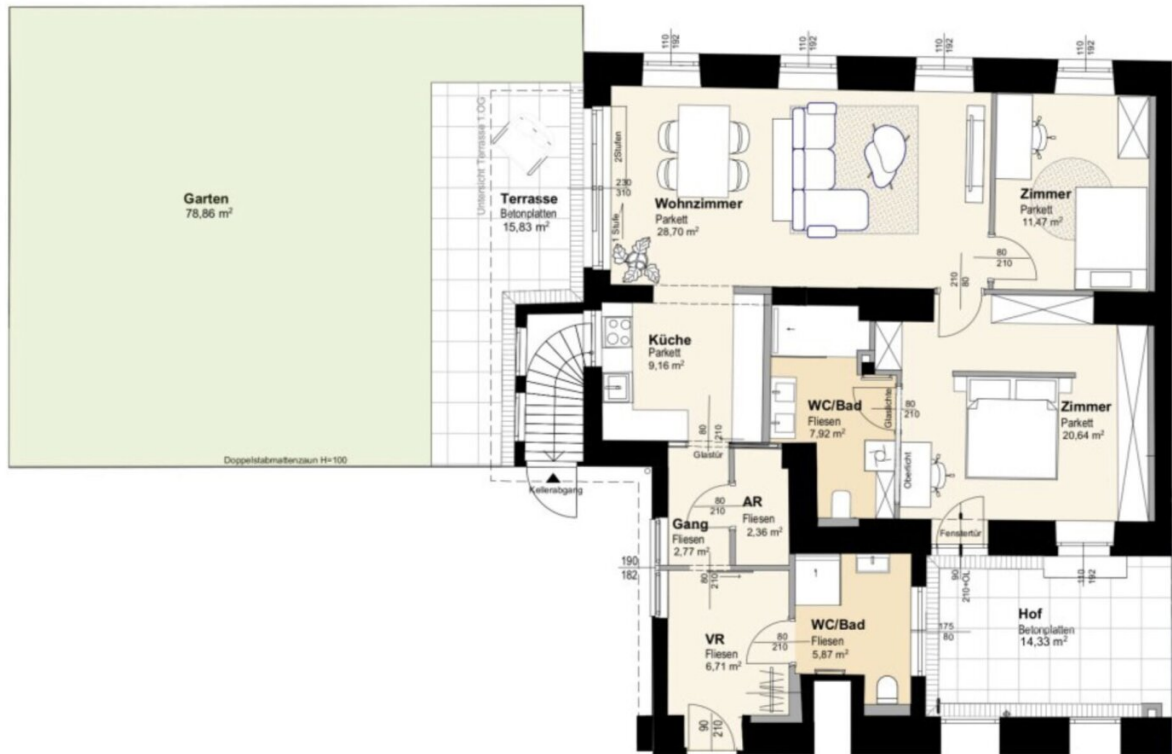 110
192
110
192
110
192
110
192
Untersicht Terrasse 1.OG
2Stufen
230
310
1 Stufe
Garten
78,86 m²
Terrasse
Betonplatten
15,83 m²
Wohnzimmer
Parkett
28,70 m²
Zimmer
Parkett
11,47 m²
80
210
210
80
Küche
Parkett
9,16 m²
WC/Bad
Fliesen
7,92 m²
Glaslichte
80
210
Zimmer
Parkett
20,64 m²
80
210
Glastür
Oberlicht
Doppelstabmattenzaun H=100
Kellerabgang
80
210
AR
Fliesen
2,36 m²
Gang
Fliesen
2,77 m²
Fenstertür
190
182
80
210
90
210+OL
110
192
VR
Fliesen
6,71 m²
80
210
WC/Bad
Fliesen
5,87 m²
175
80
Hof
Betonplatten
14,33 m²
90
210